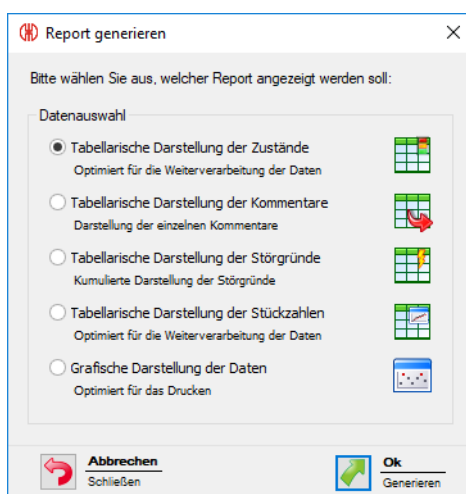 Report generieren
Bitte wählen Sie aus, welcher Report angezeigt werden soll:
Datenauswahl
Tabellarische Darstellung der Zustände
Optimiert für die Weiterverarbeitung der Daten
Tabellarische Darstellung der Kommentare
Darstellung der einzelnen Kommentare
Tabellarische Darstellung der Störgründe
Kumulierte Darstellung der Störgründe
Tabellarische Darstellung der Stückzahlen
Optimiert für die Weiterverarbeitung der Daten
Grafische Darstellung der Daten
Optimiert für das Drucken
Abbrechen
Schließen
Ok
Generieren